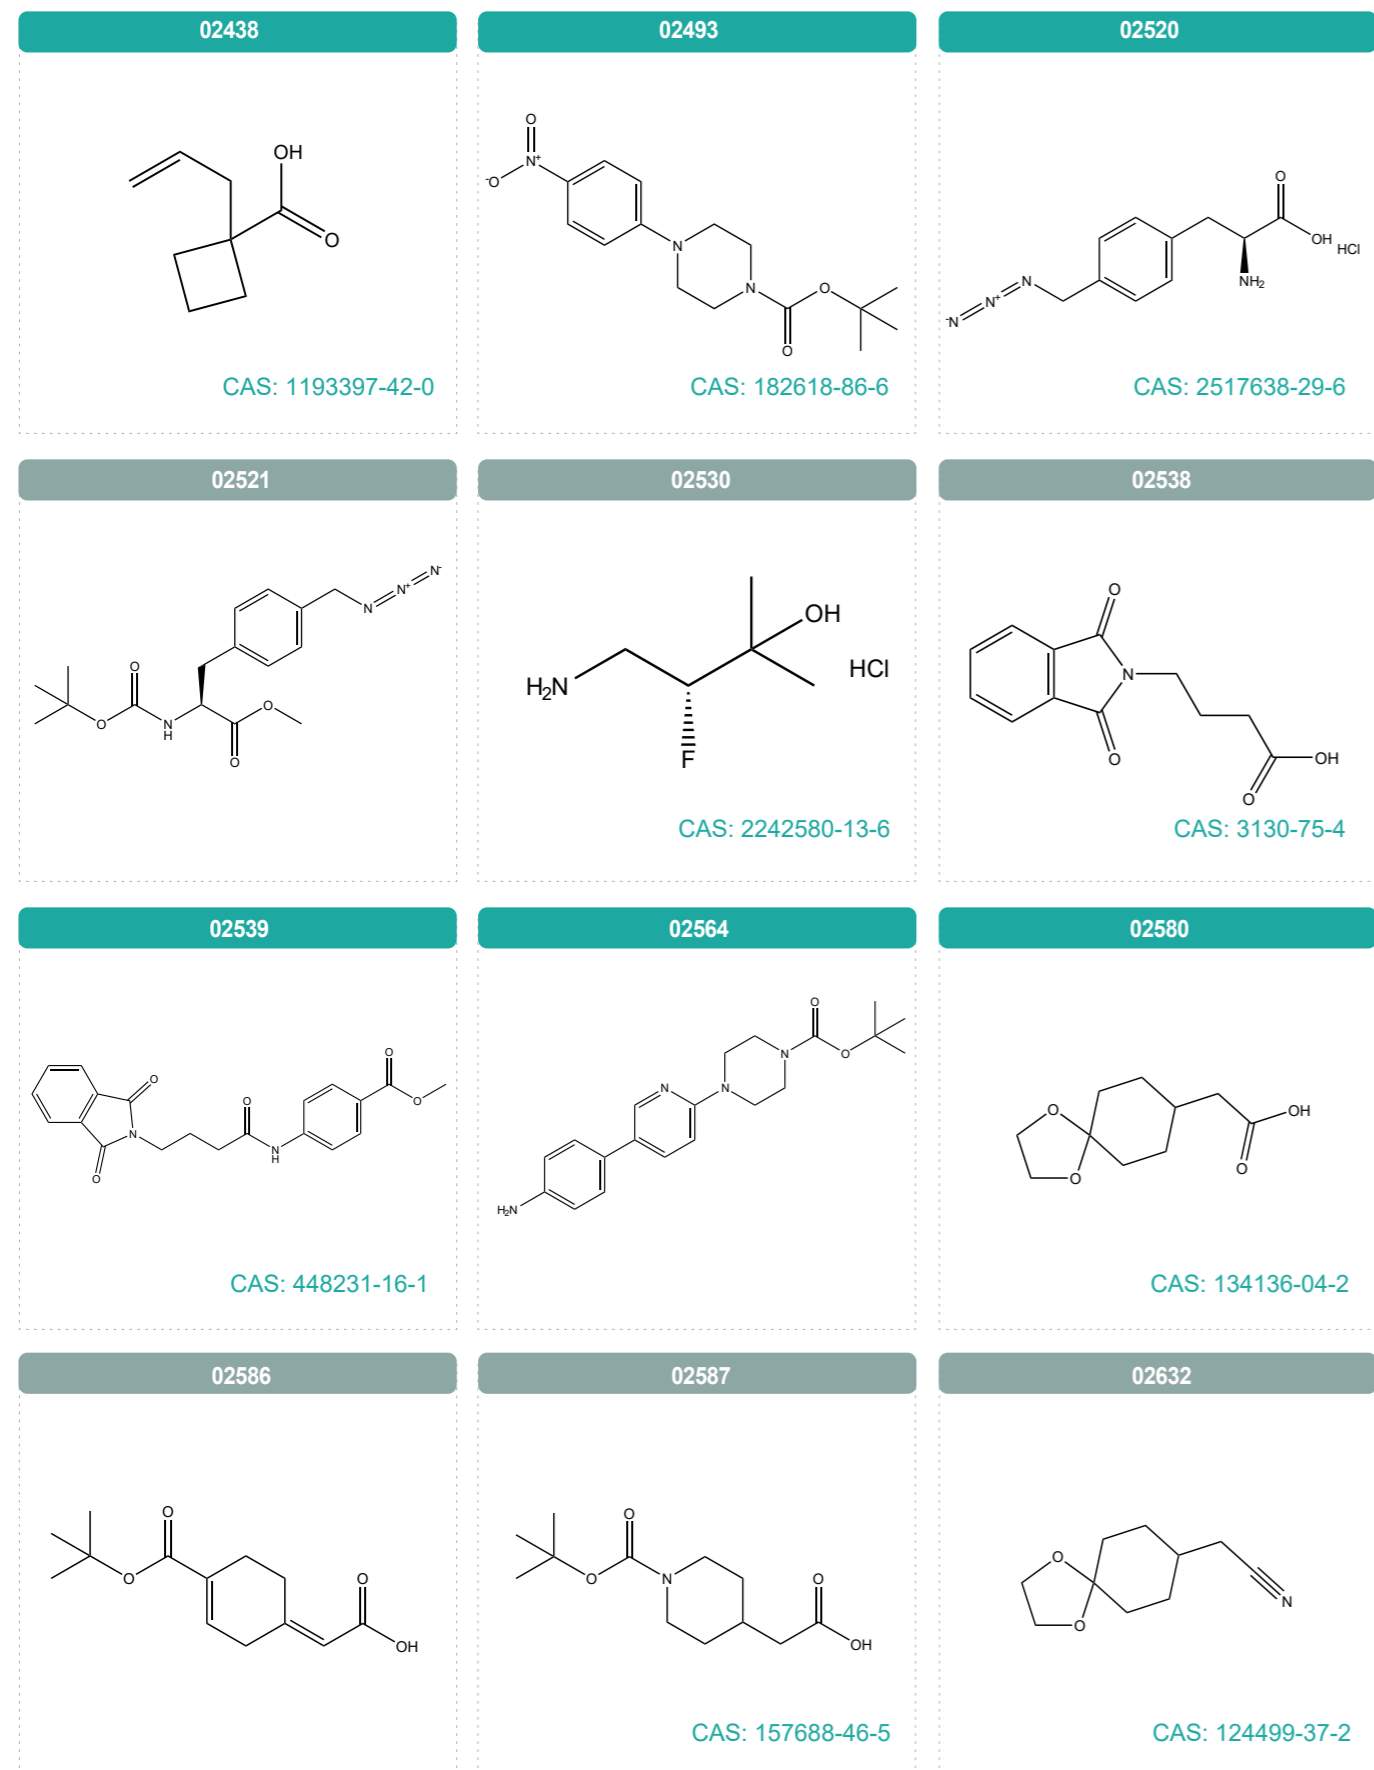 02438
02493
02520
OH
O
CAS: 1193397-42-0
O
N+
-O
N
N
O
O
CAS: 182618-86-6
O
OH
HCl
NH2
N
N+
-N
CAS: 2517638-29-6
02521
02530
02538
N-
N+
N
O
O
N
H
O
O
OH
HCl
H2N
F
CAS: 2242580-13-6
O
N
O
OH
O
CAS: 3130-75-4
02539
02564
02580
O
O
O
O
N
N
H
O
CAS: 448231-16-1
O
N
O
N
N
H2N
O
OH
O
O
CAS: 134136-04-2
02586
02587
02632
O
O
O
OH
O
O
N
O
OH
CAS: 157688-46-5
O
O
N
CAS: 124499-37-2